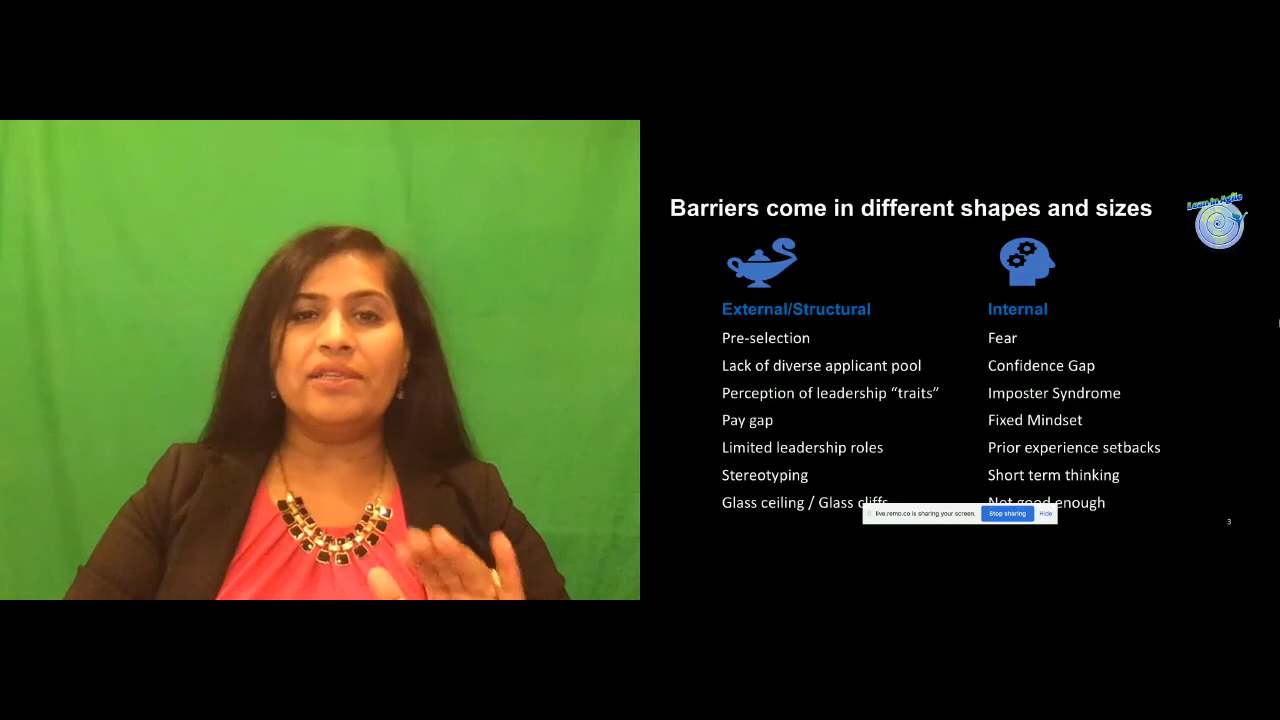 Barriers come in different shapes and sizes
Lean in Agile
External/Structural
Pre-selection
Lack of diverse applicant pool
Perception of leadership “traits”
Pay gap
Limited leadership roles
Stereotyping
Glass ceiling / Glass cliffs
Internal
Fear
Confidence Gap
Imposter Syndrome
Fixed Mindset
Prior experience setbacks
Short term thinking
Not good enough
live.remo.co is sharing your screen.
Stop sharing
Hide
3